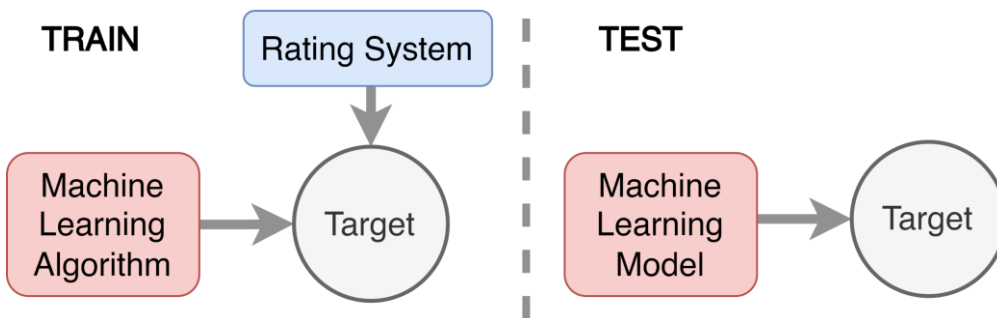 TRAIN
Rating System
Machine
Learning
Algorithm
Target
TEST
Machine
Learning
Model
Target